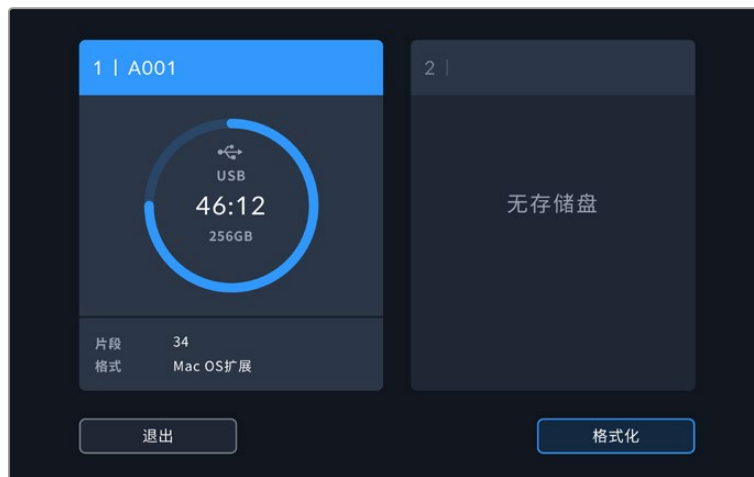 1 | A001
USB
46:12
256GB
片段 34
格式 Mac OS扩展
2 |
无存储盘
退出
格式化